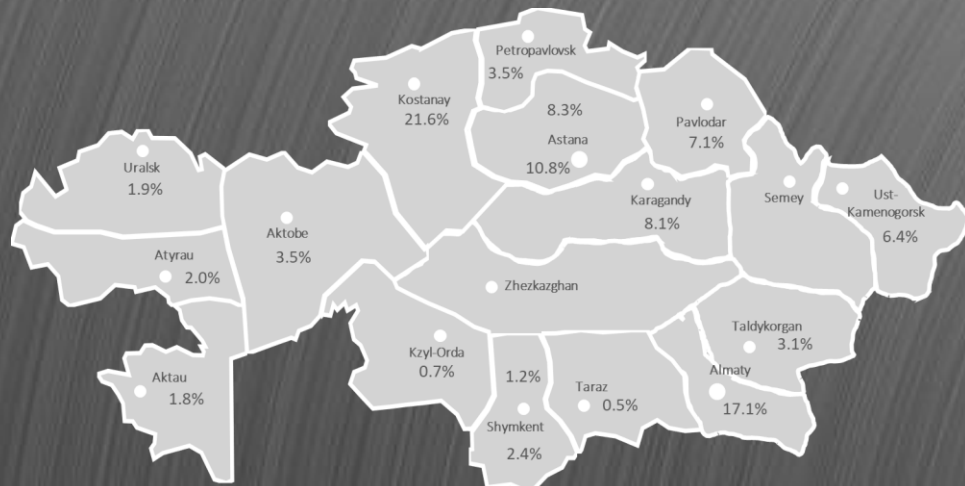 Petropavlovsk
3.5%
Kostanay
21.6%
8.3%
Astana
10.8%
Pavlodar
7.1%
Uralsk
1.9%
Karagandy
8.1%
Semey
Ust-
Kamenogorsk
6.4%
Aktobe
3.5%
Atyrau
2.0%
Zhezkazghan
Taldykorgan
3.1%
Kzyl-Orda
0.7%
1.2%
Shymkent
2.4%
Taraz
0.5%
Almaty
17.1%
Aktau
1.8%